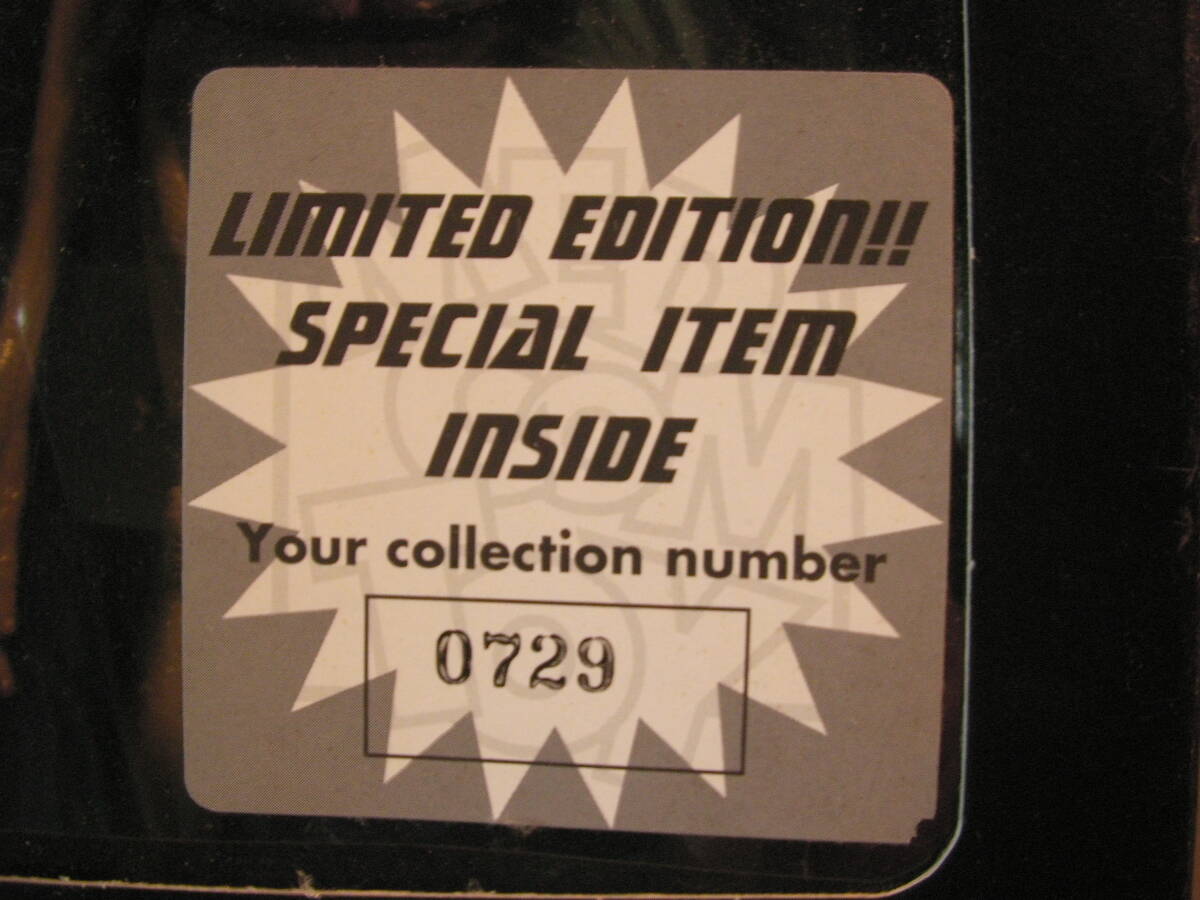 LIMITED EDITION!!
SPECIAL ITEM
INSIDE
Your collection number
0729